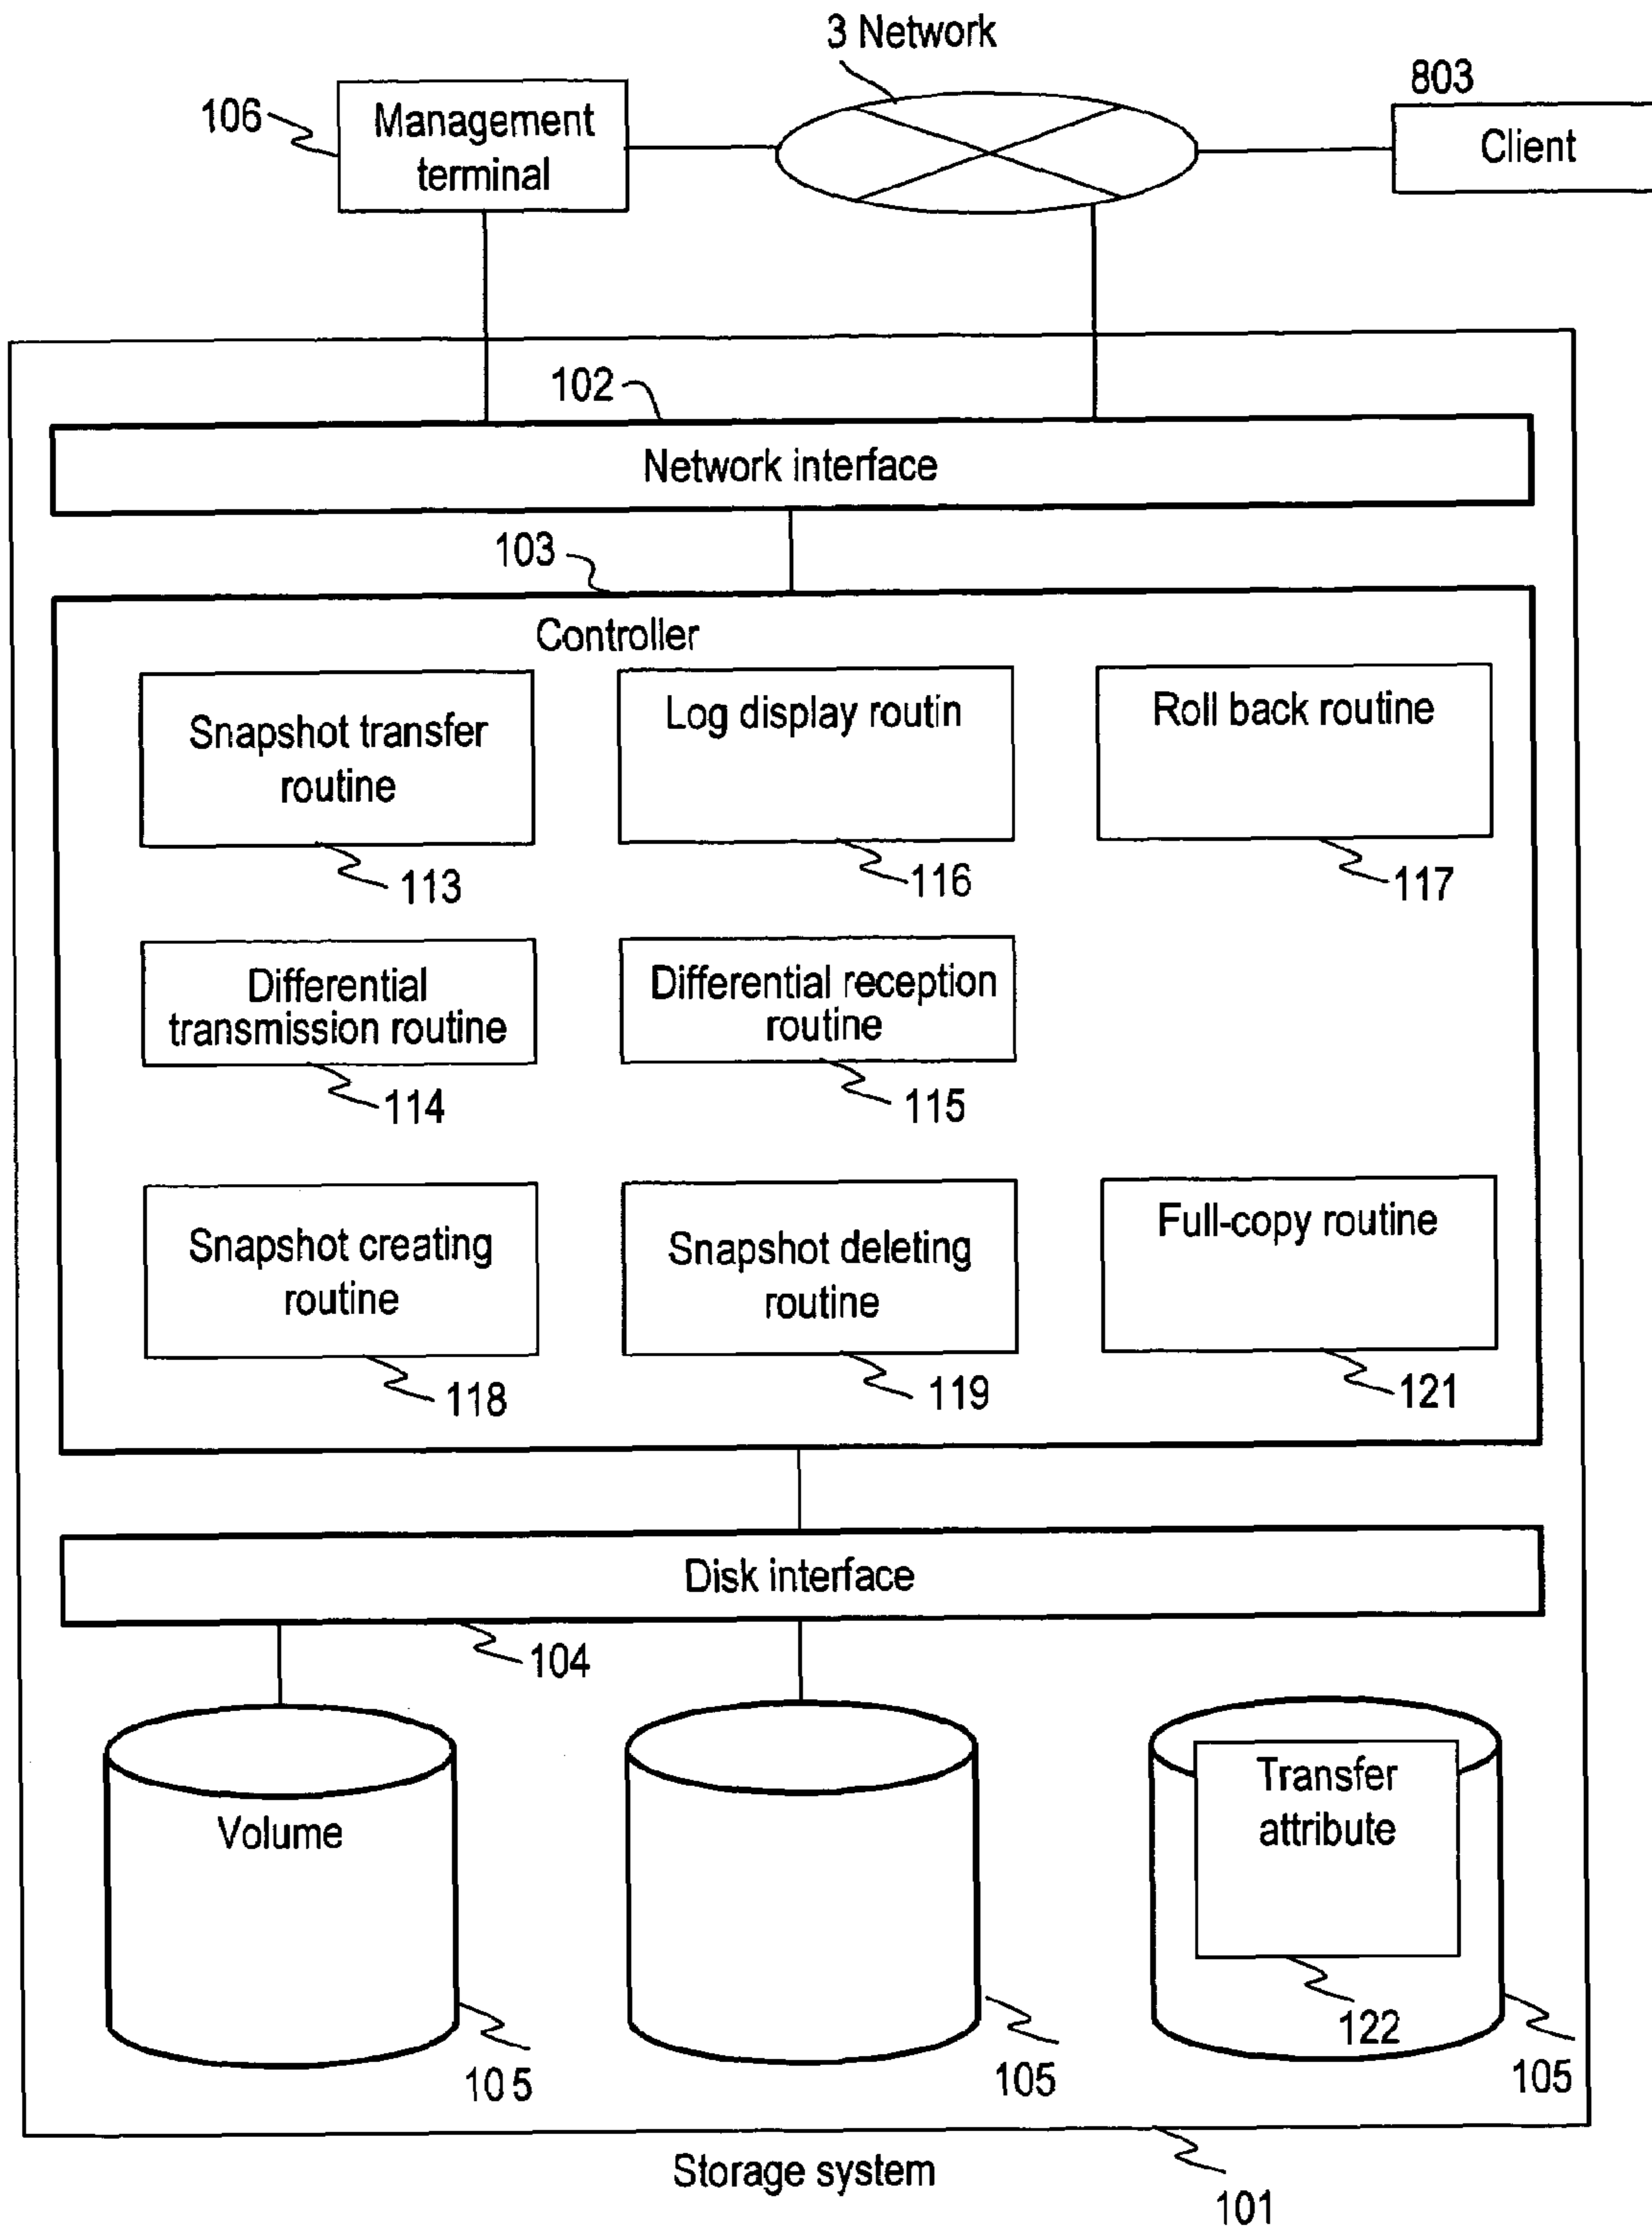 3 Network
803
106
Management
terminal
Client
102
Network interface
103
Controller
Snapshot transfer
routine
Log display routin
Roll back routine
113
116
117
Differential
transmission routine
Differential reception
routine
114
115
Snapshot creating
routine
Snapshot deleting
routine
Full-copy routine
118
119
121
Disk interface
104
Volume
Transfer
attribute
122
105
105
105
Storage system
101